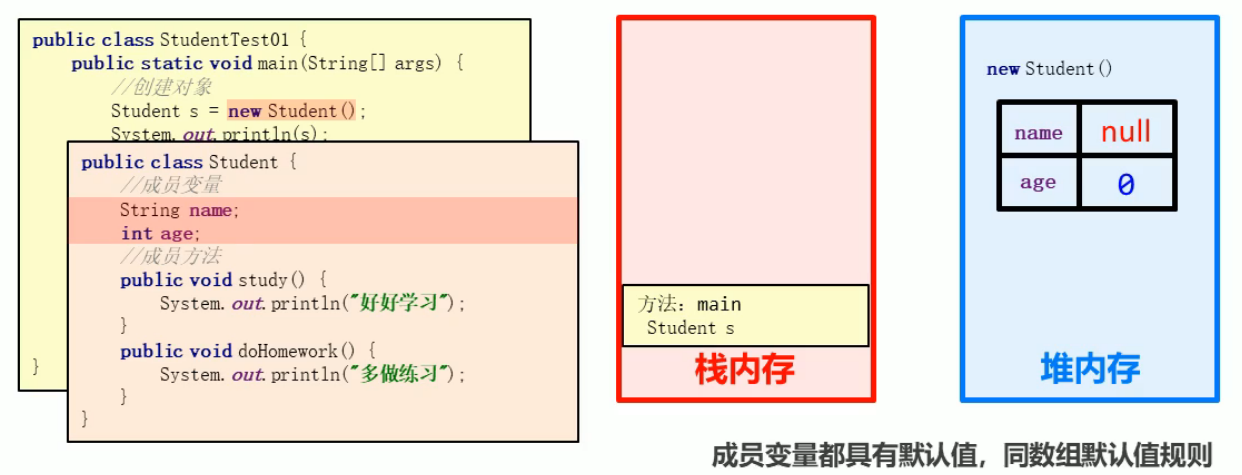 public class StudentTest01 {
public static void main(String[] args) {
//创建对象
Student s = new Student();
System.out.println(s);
}
public class Student {
//成员变量
String name;
int age;
//成员方法
public void study() {
System.out.println("好好学习");
}
public void doHomework() {
System.out.println("多做练习");
}
}
方法：main
Student s
栈内存
new Student()
name null
age 0
堆内存
成员变量都具有默认值，同数组默认值规则